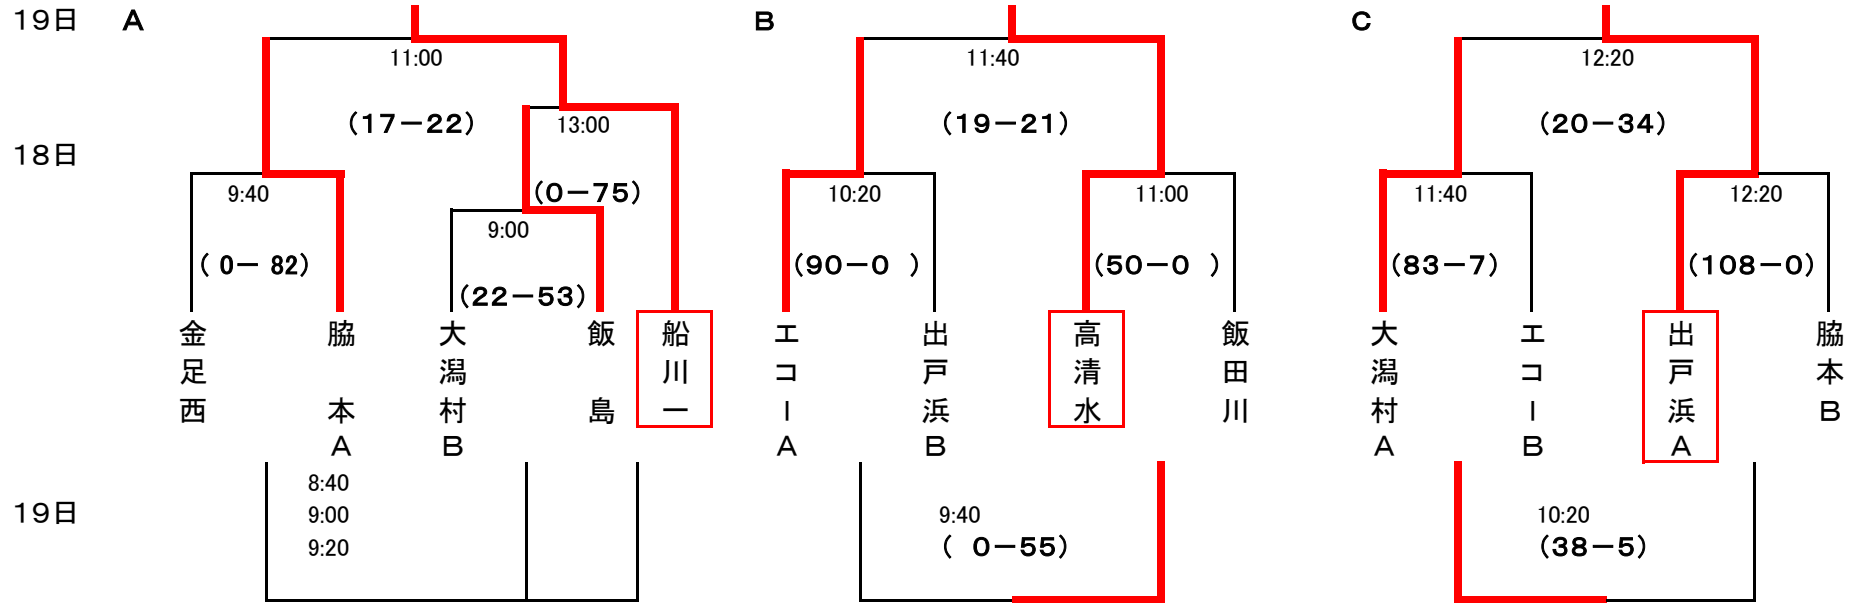 19日 A B C
11:00 11:40 12:20
(17－22) 13:00 (19－21) (20－34)
18日
9:40 (0－75) 10:20 11:00 11:40 12:20
9:00
( 0－ 82) (22－53) (90－0 ) (50－0 ) (83－7) (108－0)
金足西
脇本A
大潟村B
飯島
船川一
エコーA
出戸浜B
高清水
飯田川
大潟村A
エコーB
出戸浜A
脇本B
8:40
19日 9:00 9:40 10:20
9:20 ( 0－55) (38－5)